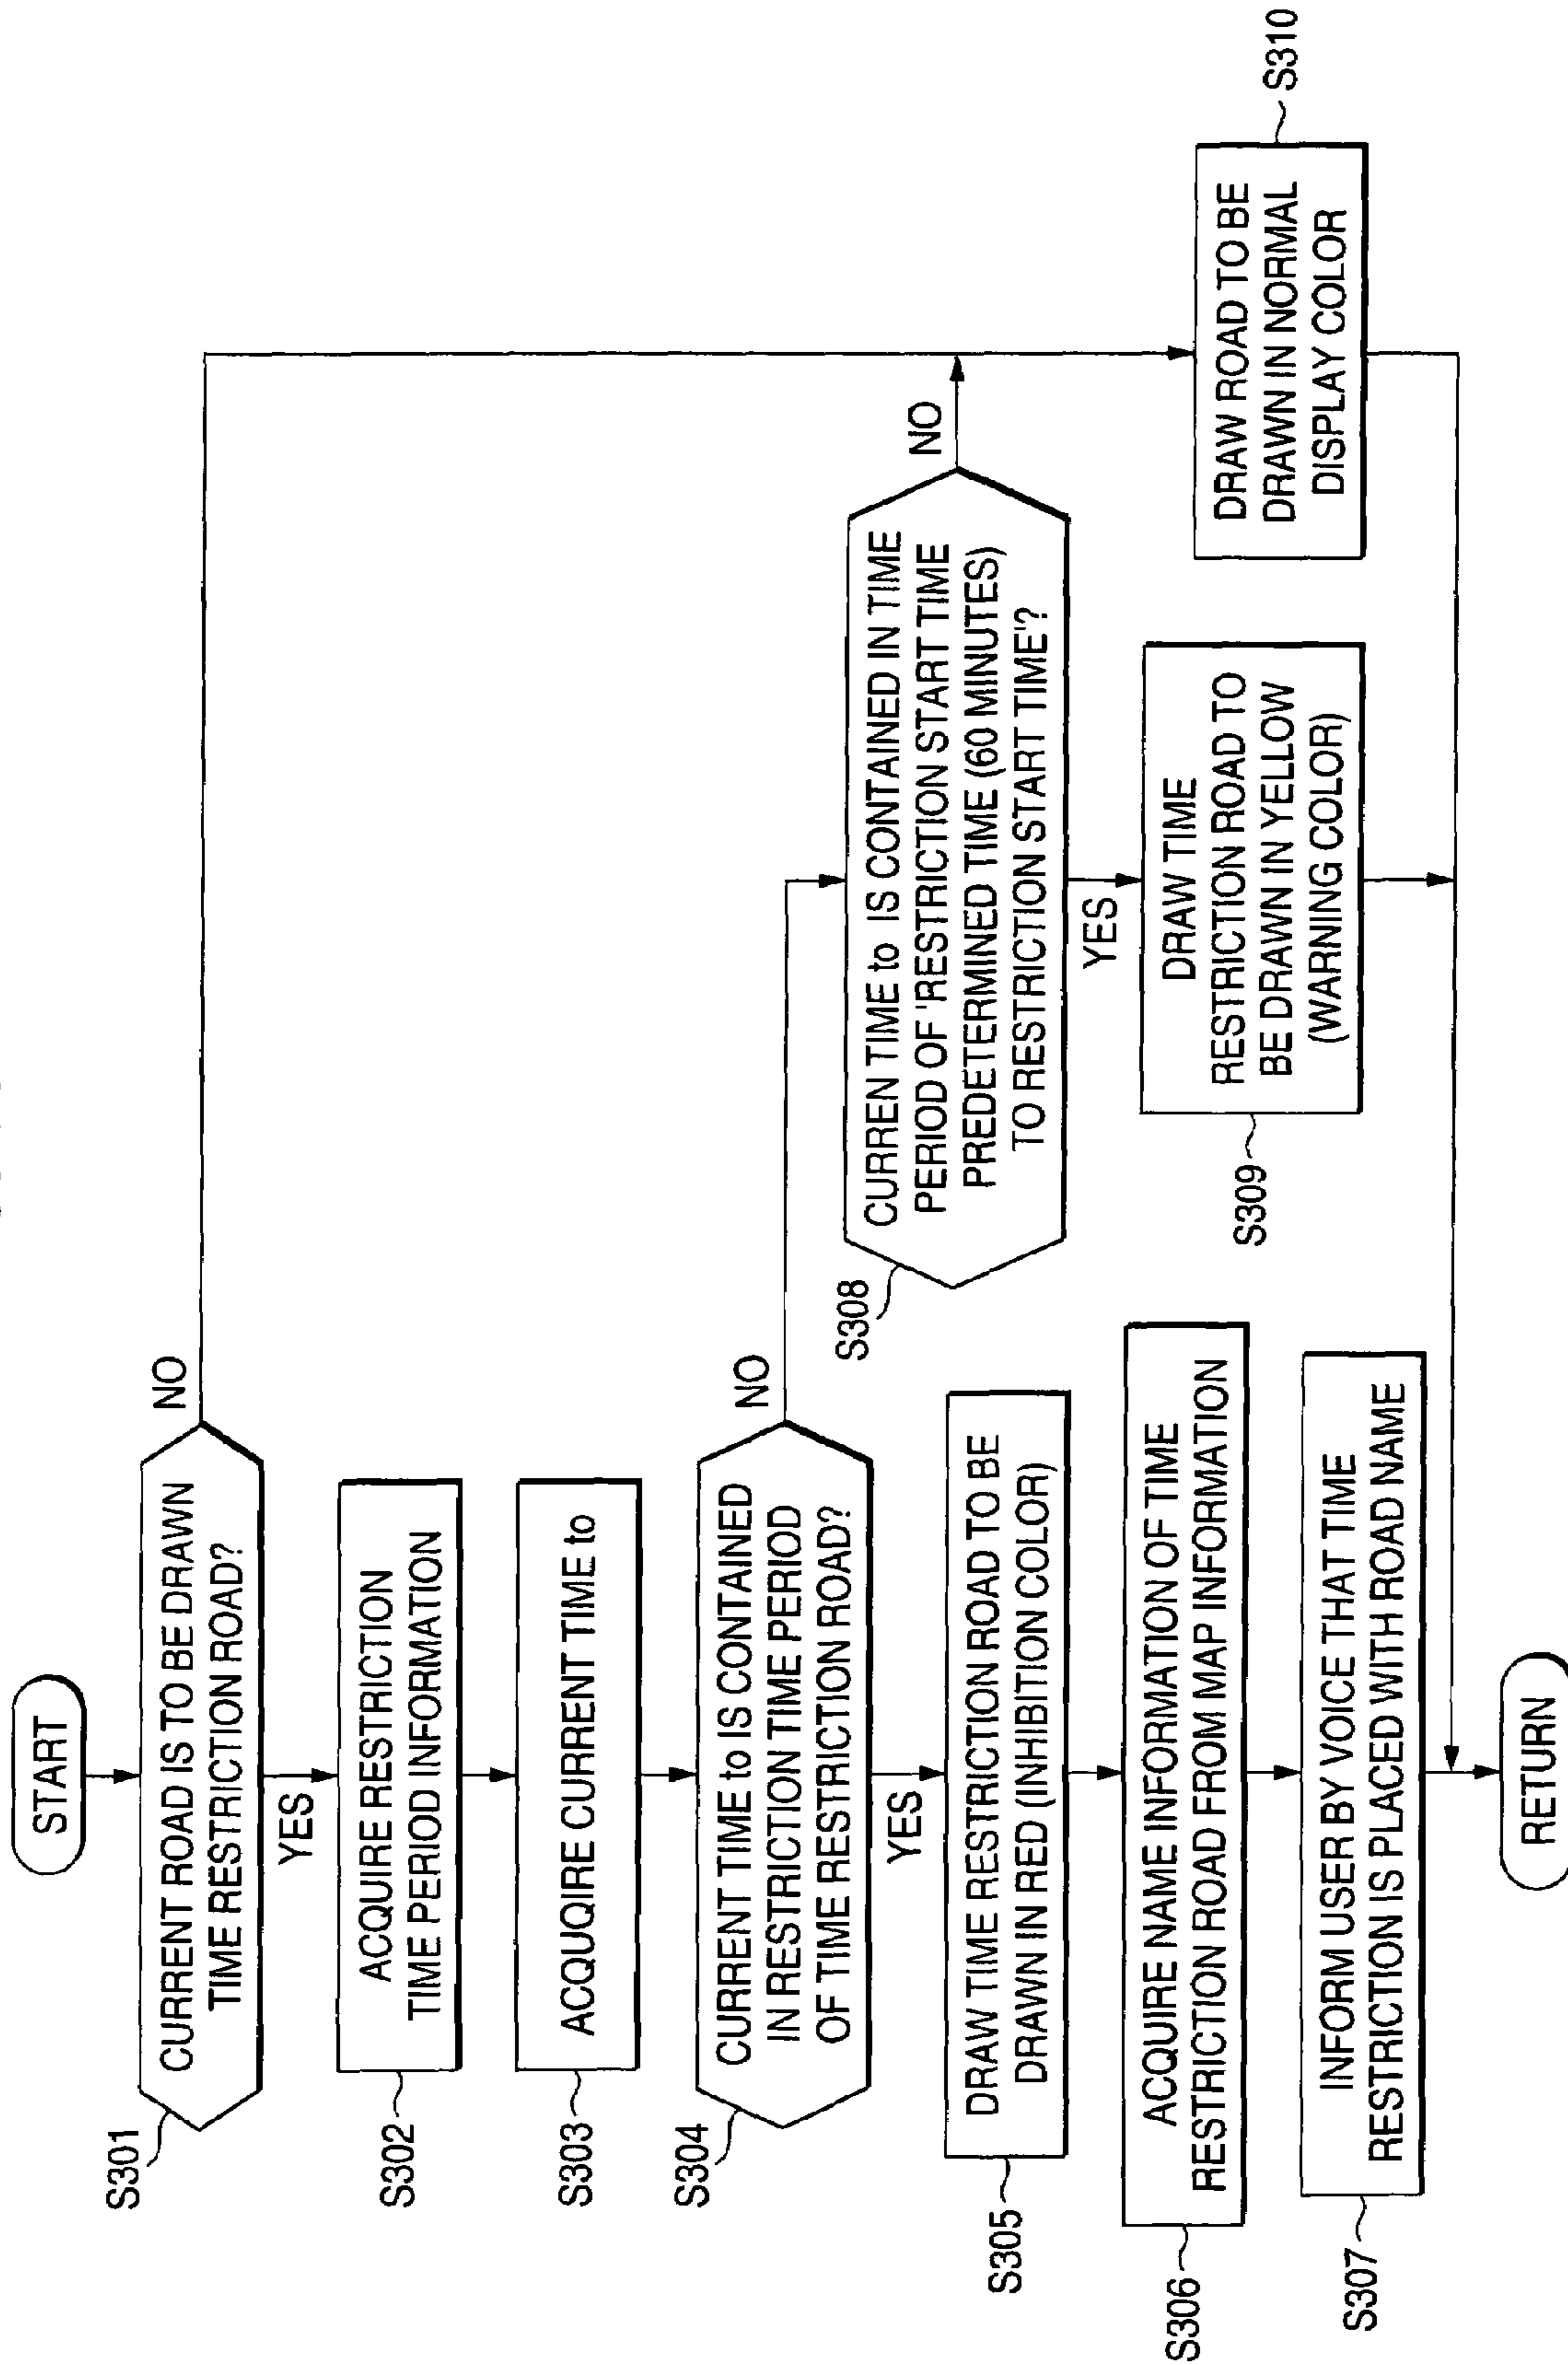 START
S301
CURRENT ROAD IS TO BE DRAWN
TIME RESTRICTION ROAD?
NO
YES
S302
ACQUIRE RESTRICTION
TIME PERIOD INFORMATION
S303
ACQUQIRE CURRENT TIME to
S304
CURRENT TIME to IS CONTAINED
IN RESTRICTION TIME PERIOD
OF TIME RESTRICTION ROAD?
NO
YES
S305
DRAW TIME RESTRICTION ROAD TO BE
DRAWN IN RED (INHIBITION COLOR)
S306
ACQUIRE NAME INFORMATION OF TIME
RESTRICTION ROAD FROM MAP INFORMATION
S307
INFORM USER BY VOICE THAT TIME
RESTRICTION IS PLACED WITH ROAD NAME
S308
CURREN TIME to IS CONTAINED IN TIME
PERIOD OF 'RESTRICTION START TIME
PREDETERMINED TIME (60 MINUTES)
TO RESTRICTION START TIME'?
NO
YES
S309
DRAW TIME
RESTRICTION ROAD TO
BE DRAWN IN YELLOW
(WARNING COLOR)
S310
DRAW ROAD TO BE
DRAWN IN NORMAL
DISPLAY COLOR
RETURN